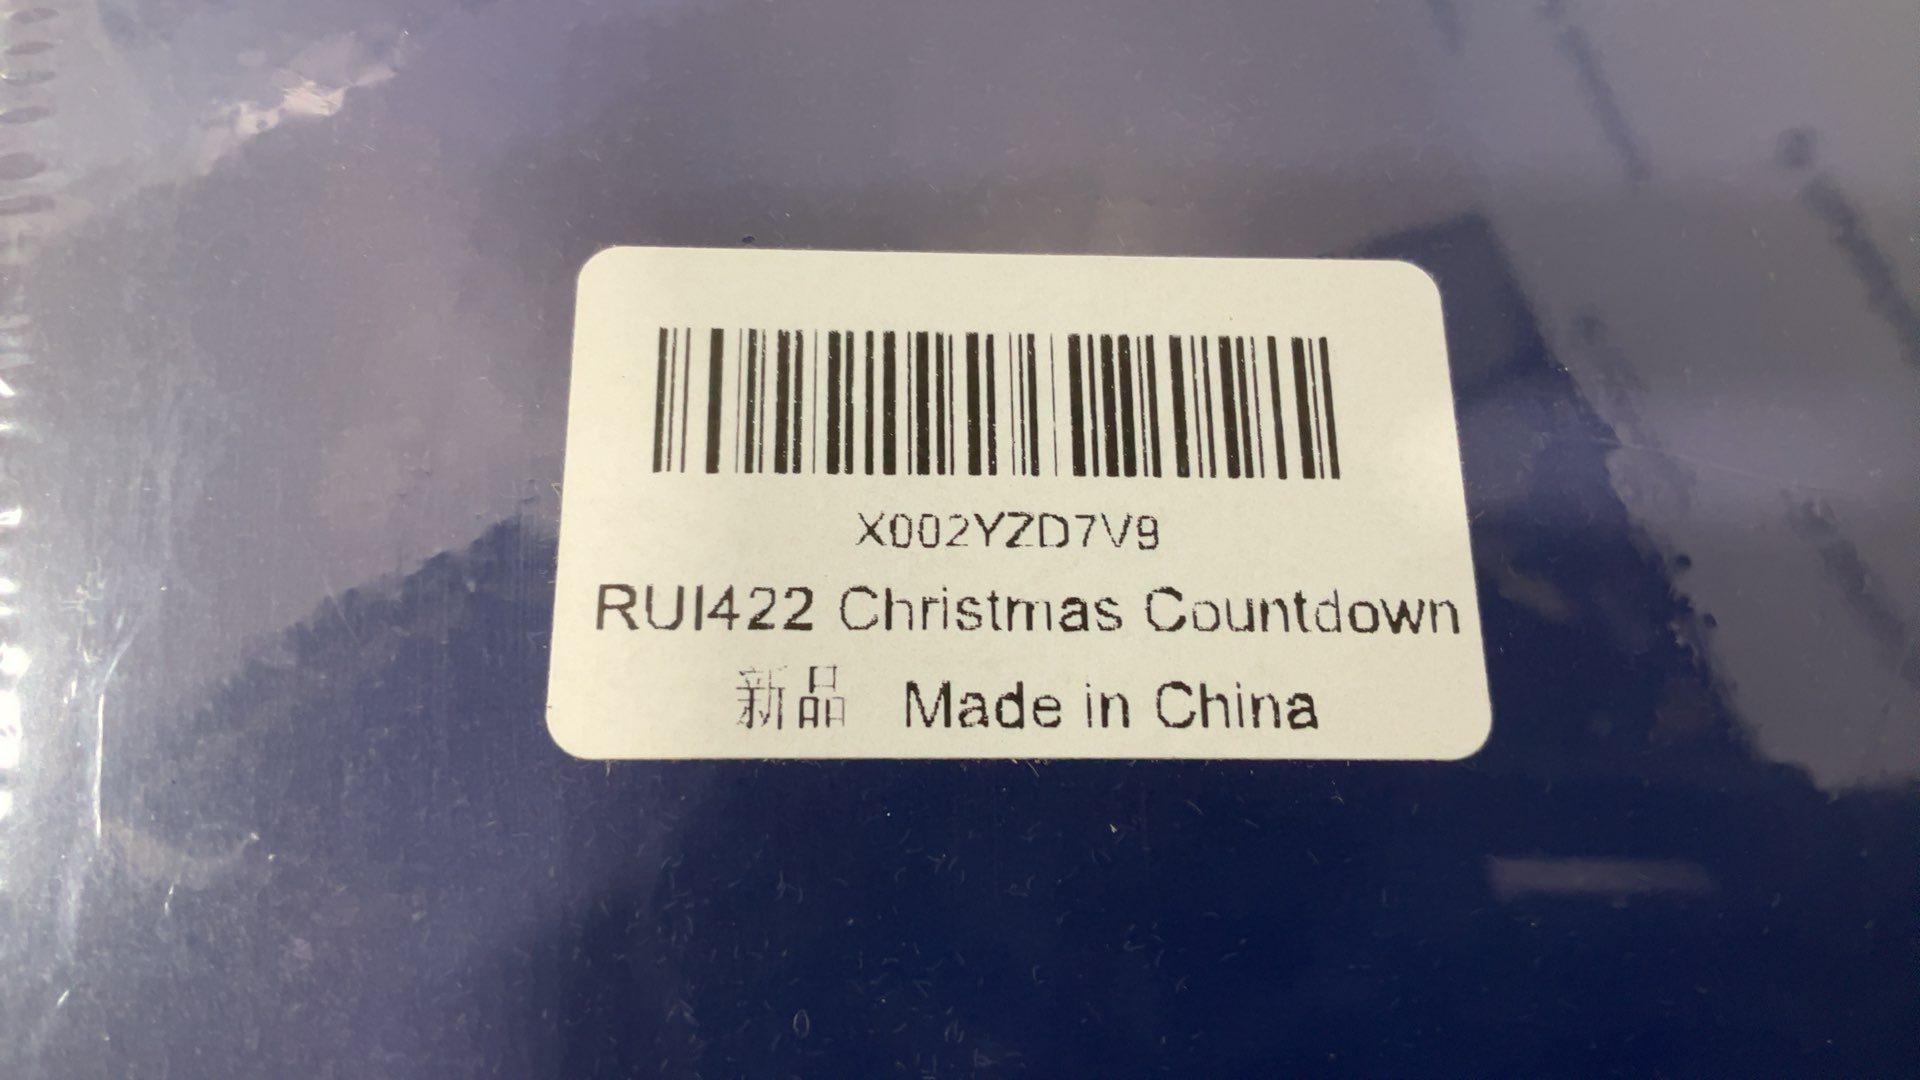 X002YZD7V9
RUI422 Christmas Countdown
新品 Made in China